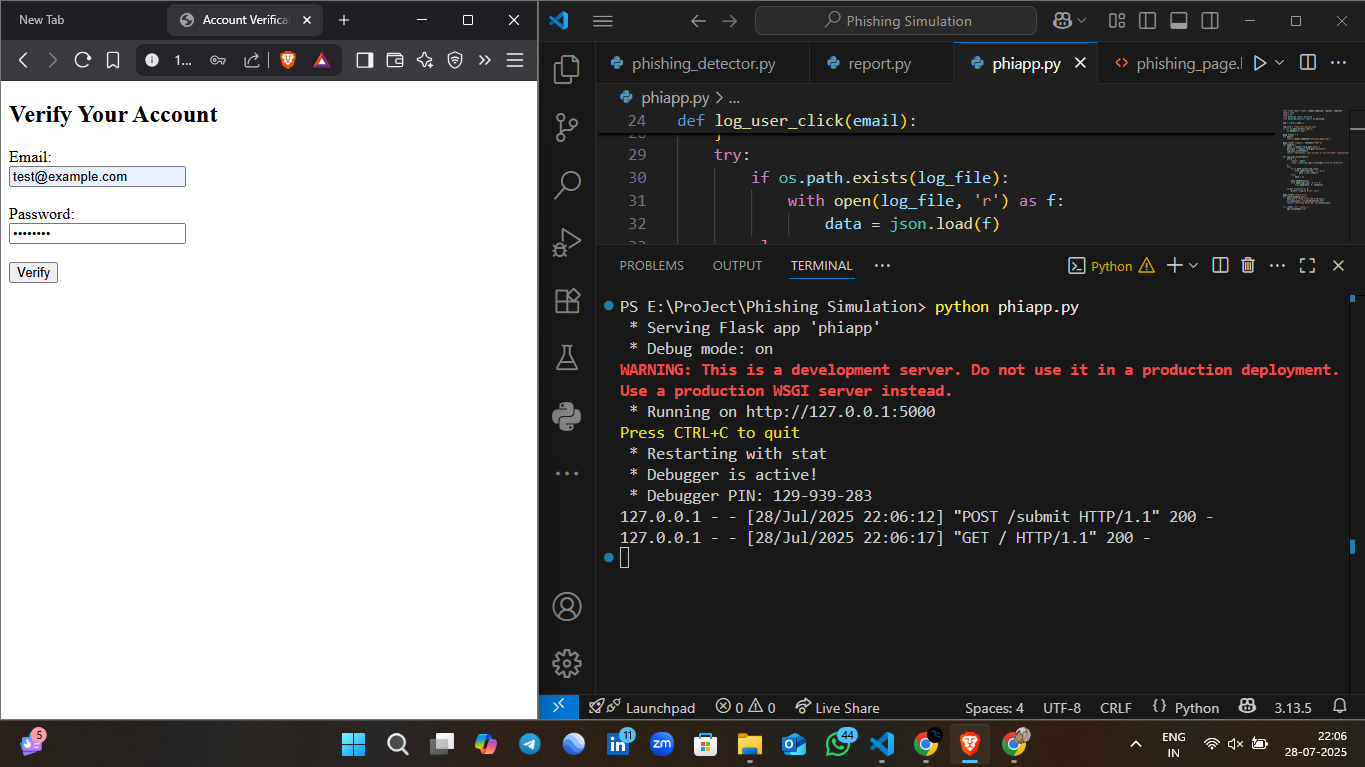 New Tab
Account Verifica
1...
Verify Your Account
Email:
test@example.com
Password:
••••••••
Verify
Phishing Simulation
phishing_detector.py
report.py
phiapp.py
phishing_page.
phiapp.py > ...
24 def log_user_click(email):
29 try:
30 if os.path.exists(log_file):
31 with open(log_file, 'r') as f:
32 data = json.load(f)
PROBLEMS OUTPUT TERMINAL ...
Python
PS E:\ProJect\Phishing Simulation> python phiapp.py
* Serving Flask app 'phiapp'
* Debug mode: on
WARNING: This is a development server. Do not use it in a production deployment.
Use a production WSGI server instead.
* Running on http://127.0.0.1:5000
Press CTRL+C to quit
* Restarting with stat
* Debugger is active!
* Debugger PIN: 129-939-283
127.0.0.1 - - [28/Jul/2025 22:06:12] "POST /submit HTTP/1.1" 200 -
127.0.0.1 - - [28/Jul/2025 22:06:17] "GET / HTTP/1.1" 200 -
Launchpad 0 0 Live Share Spaces: 4 UTF-8 CRLF {} Python 3.13.5
5
11
zm
44
ENG
IN
22:06
28-07-2025